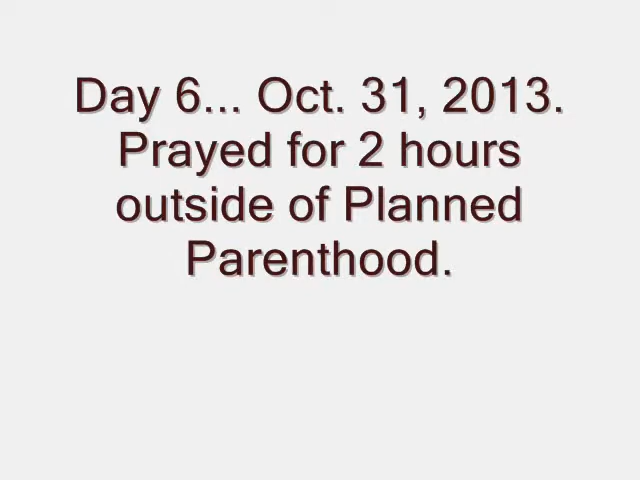 Day 6... Oct. 31, 2013.
Prayed for 2 hours
outside of Planned
Parenthood.